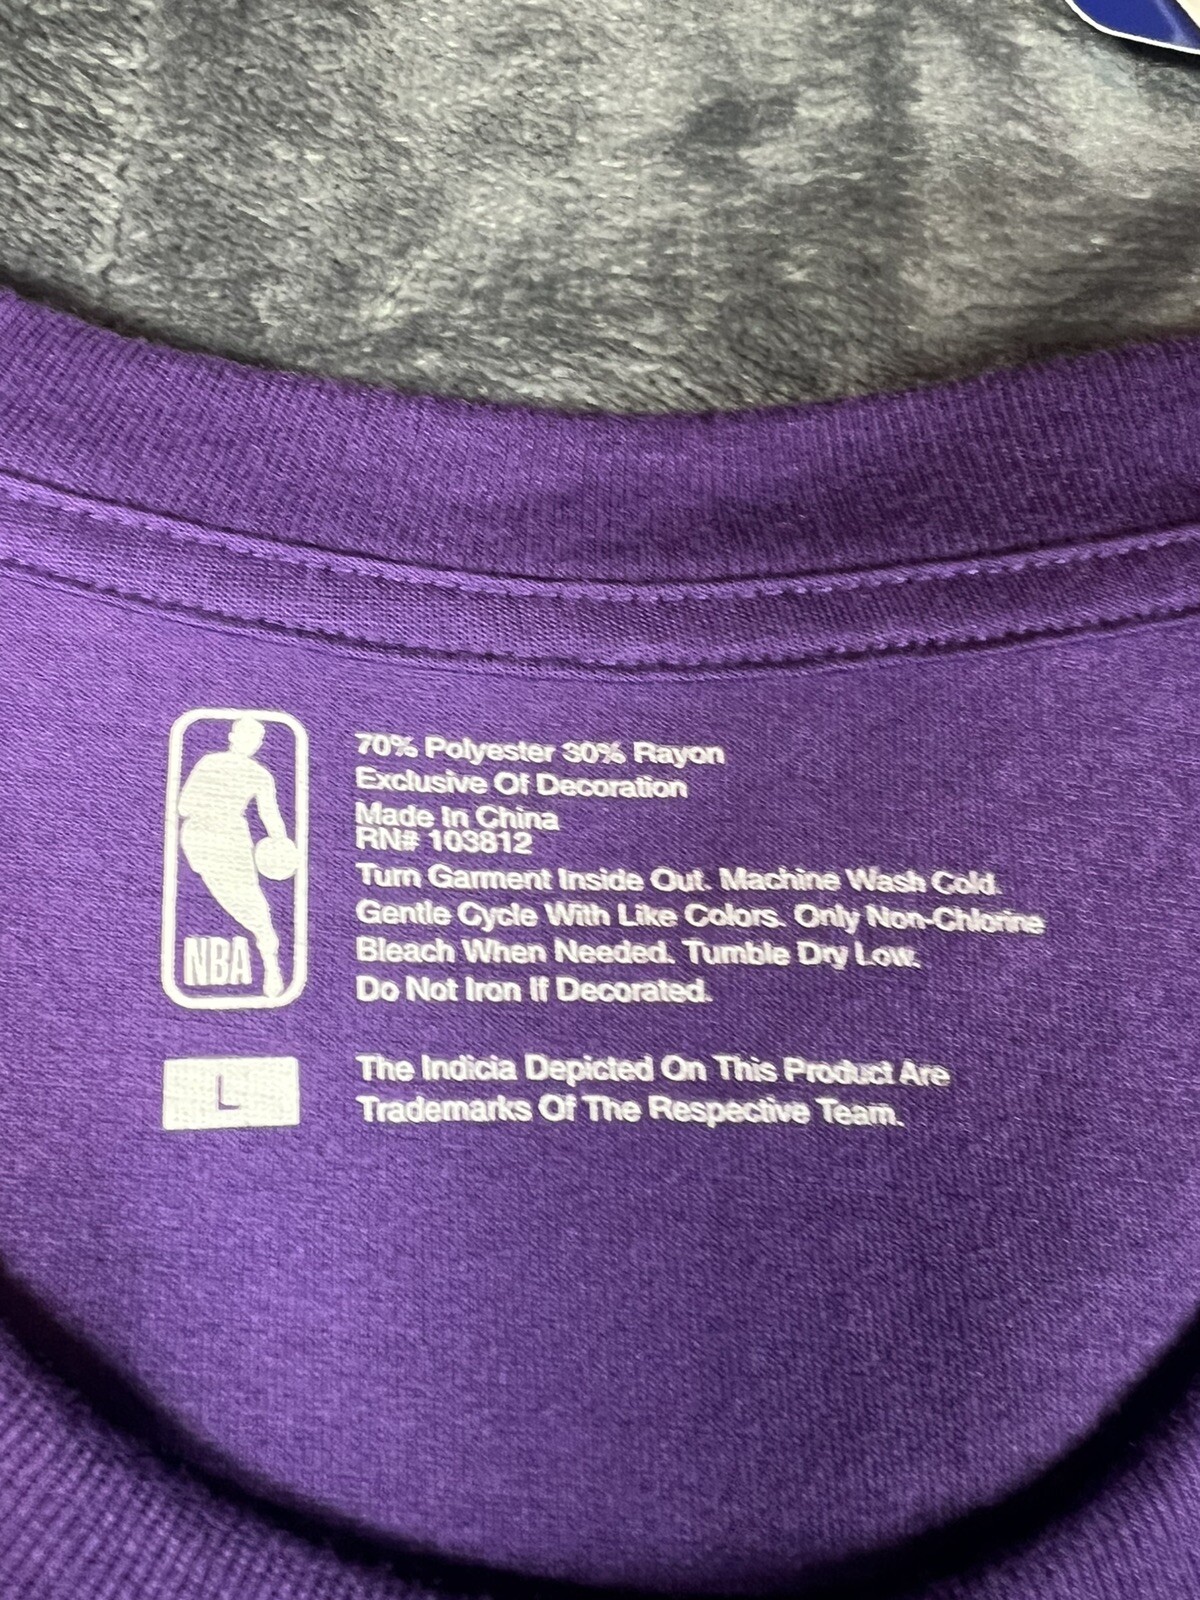 70% Polyester 30% Rayon
Exclusive Of Decoration
Made In China
RN# 103812
Turn Garment Inside Out. Machine Wash Cold.
Gentle Cycle With Like Colors. Only Non-Chlorine
Bleach When Needed. Tumble Dry Low.
Do Not Iron If Decorated.
NBA
L
The Indicia Depicted On This Product Are
Trademarks Of The Respective Team.